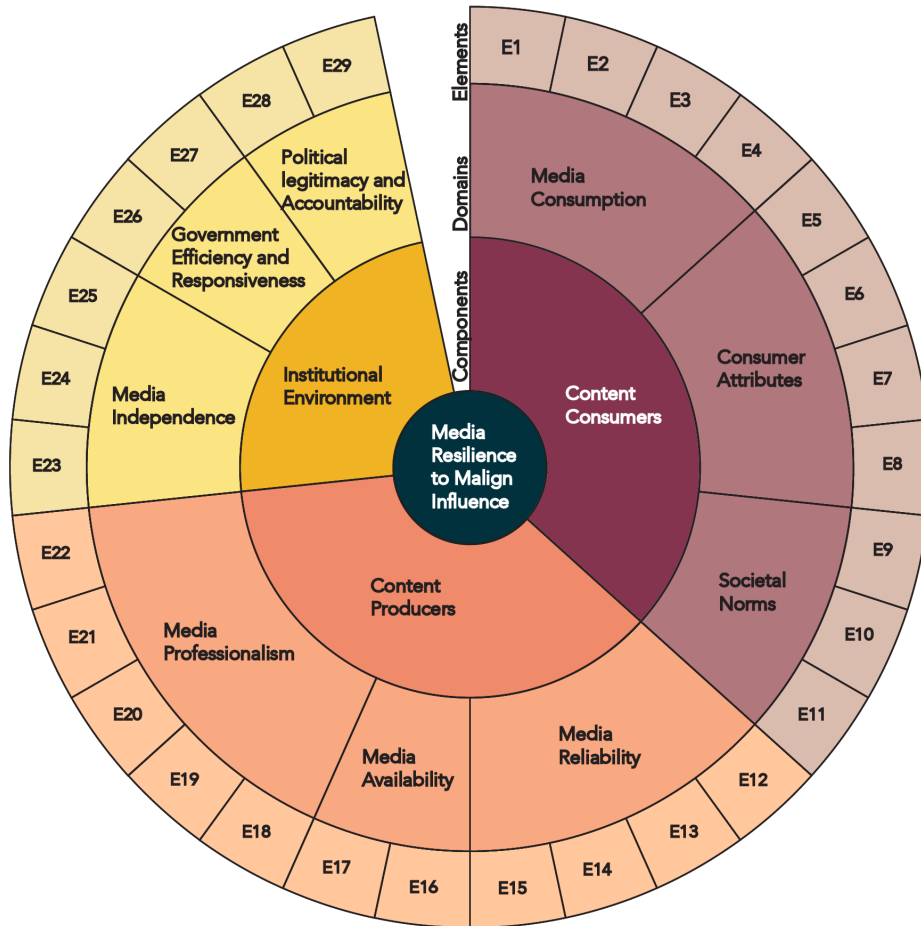 Elements
Domains
Components
E1
E2
E3
E4
E5
E6
E7
E8
E9
E10
E11
E12
E13
E14
E15
E16
E17
E18
E19
E20
E21
E22
E23
E24
E25
E26
E27
E28
E29
Media
Consumption
Consumer
Attributes
Societal
Norms
Media
Reliability
Media
Availability
Media
Professionalism
Media
Independence
Government
Efficiency and
Responsiveness
Political
legitimacy and
Accountability
Content
Consumers
Content
Producers
Institutional
Environment
Media
Resilience
to Malign
Influence